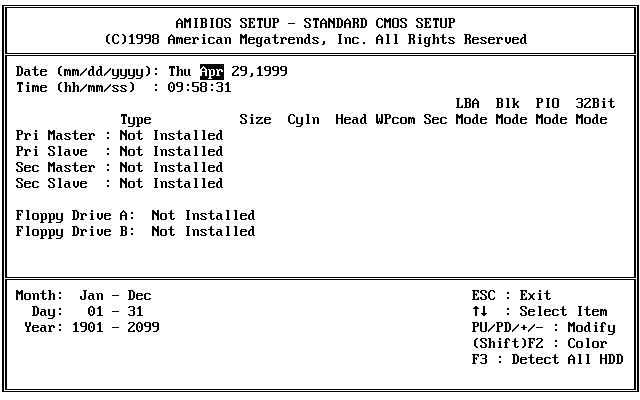 AMIBIOS SETUP - STANDARD CMOS SETUP
(C)1998 American Megatrends, Inc. All Rights Reserved
Date (mm/dd/yyyy): Thu Apr 29,1999
Time (hh/mm/ss)  : 09:58:31
LBA  Blk  PIO  32Bit
Type           Size  Cyln  Head WPcom Sec Mode Mode Mode Mode
Pri Master : Not Installed
Pri Slave  : Not Installed
Sec Master : Not Installed
Sec Slave  : Not Installed
Floppy Drive A:  Not Installed
Floppy Drive B:  Not Installed
Month:  Jan - Dec
Day:   01 - 31
Year: 1901 - 2099
ESC : Exit
↑↓  : Select Item
PU/PD/+/- : Modify
(Shift)F2 : Color
F3 : Detect All HDD